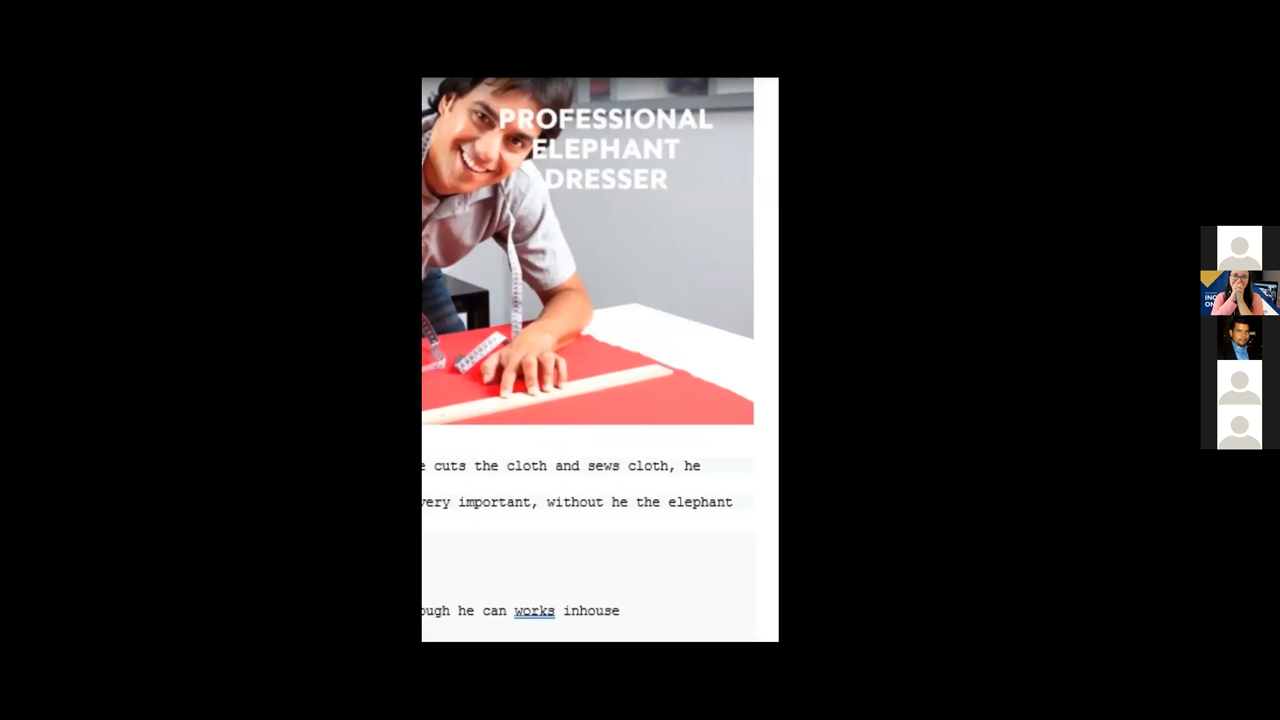 PROFESSIONAL
ELEPHANT
DRESSER
cuts the cloth and sews cloth, he
very important, without he the elephant
he can works inhouse